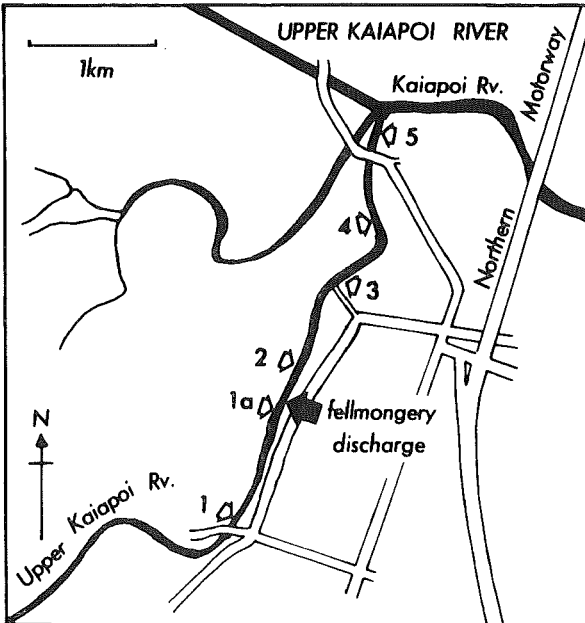 UPPER KAIAPOI RIVER
1km
Kaiapoi Rv.
Motorway
5
4
Northern
3
2
1a
fellmongery
discharge
N
1
Upper Kaiapoi Rv.